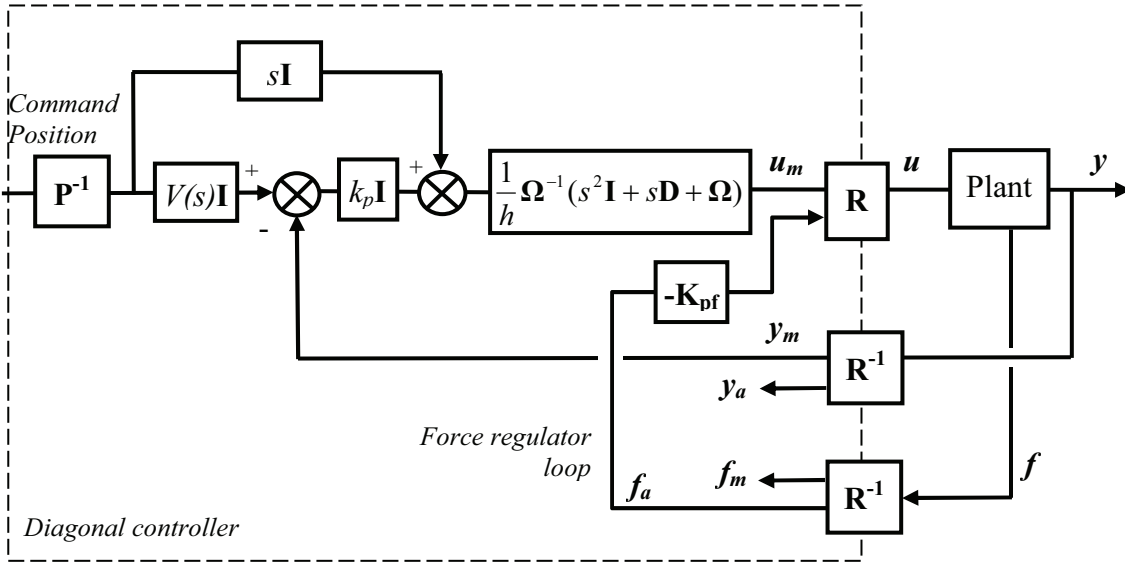 sI
Command
Position
P⁻¹
V(s)I
+
-
kₚI
+
1/h Ω⁻¹(s²I + sD + Ω)
uₘ
R
u
Plant
y
-K_pf
yₘ
R⁻¹
yₐ
Force regulator
loop
fₐ
fₘ
R⁻¹
f
Diagonal controller